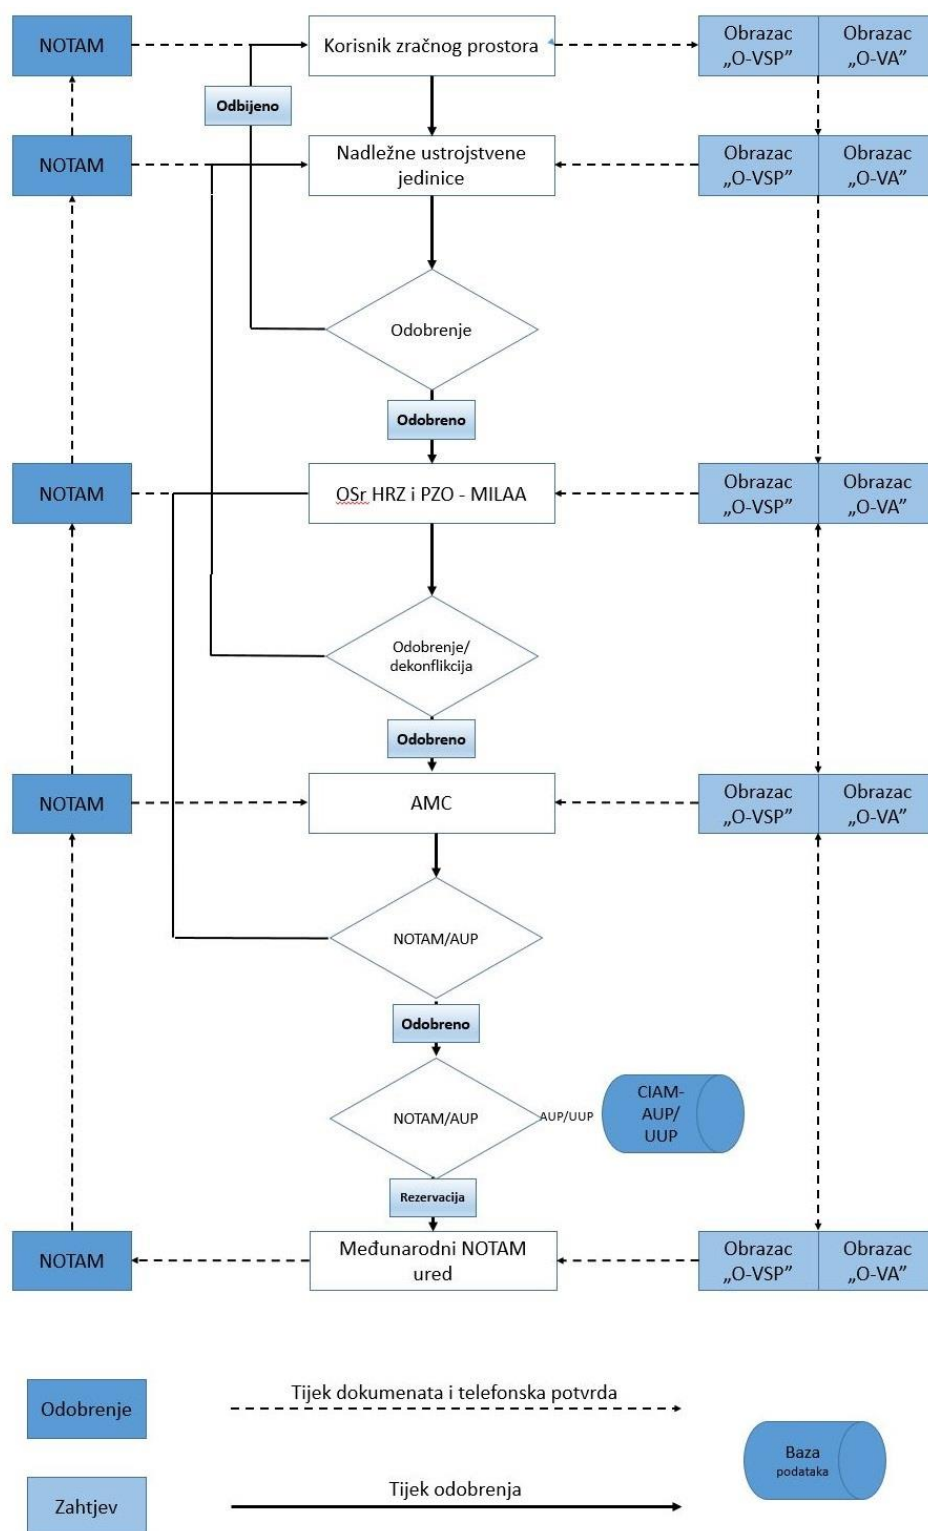 NOTAM
Korisnik zračnog prostora
Obrazac
„O-VSP”
Obrazac
„O-VA”
Odbijeno
NOTAM
Nadležne ustrojstvene
jedinice
Obrazac
„O-VSP”
Obrazac
„O-VA”
Odobrenje
Odobreno
NOTAM
OSr HRZ i PZO - MILAA
Obrazac
„O-VSP”
Obrazac
„O-VA”
Odobrenje/
dekonflikcija
Odobreno
NOTAM
AMC
Obrazac
„O-VSP”
Obrazac
„O-VA”
NOTAM/AUP
Odobreno
NOTAM/AUP
AUP/UUP
CIAM-
AUP/
UUP
Rezervacija
NOTAM
Međunarodni NOTAM
ured
Obrazac
„O-VSP”
Obrazac
„O-VA”
Odobrenje
Tijek dokumenata i telefonska potvrda
Baza
podataka
Zahtjev
Tijek odobrenja